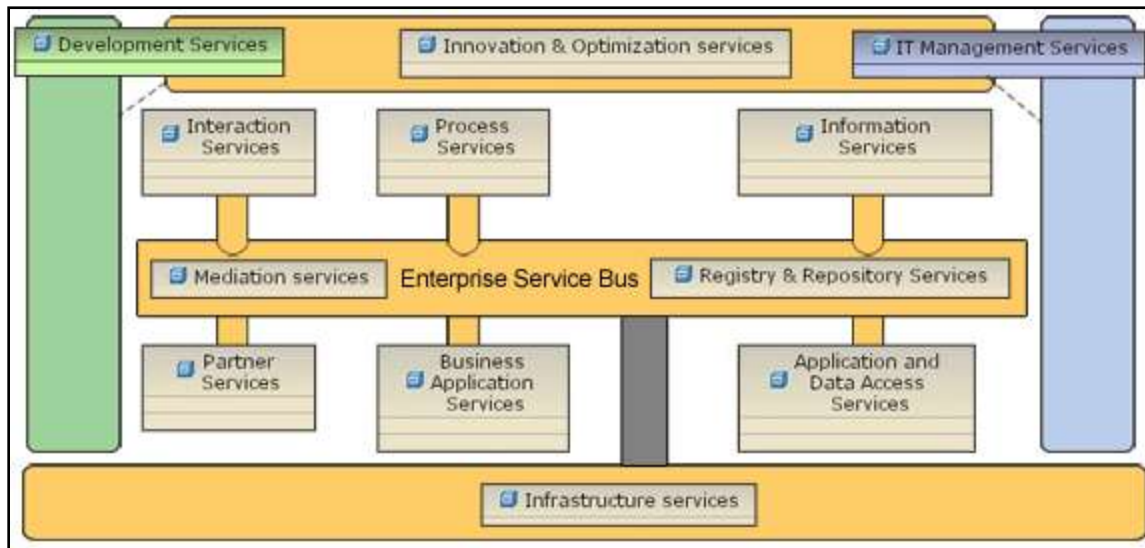 Development Services
Innovation & Optimization services
IT Management Services
Interaction
Services
Process
Services
Information
Services
Mediation services
Enterprise Service Bus
Registry & Repository Services
Partner
Services
Business
Application
Services
Application and
Data Access
Services
Infrastructure services